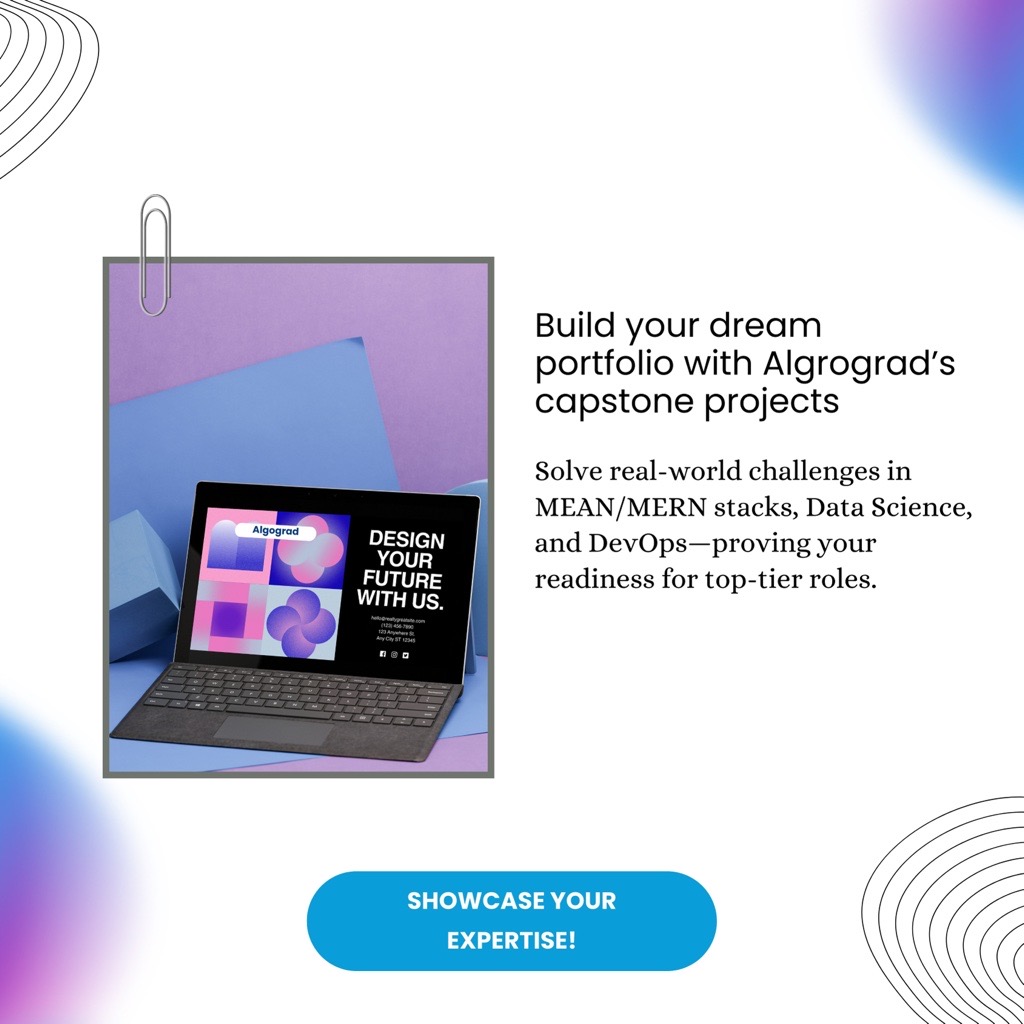 Build your dream
portfolio with Algrograd’s
capstone projects
Solve real-world challenges in
MEAN/MERN stacks, Data Science,
and DevOps—proving your
readiness for top-tier roles.
Algograd
DESIGN
YOUR
FUTURE
WITH US.
hello@reallygreatsite.com
(123) 456-7890
123 Anywhere St.
Any City ST 12345
SHOWCASE YOUR
EXPERTISE!